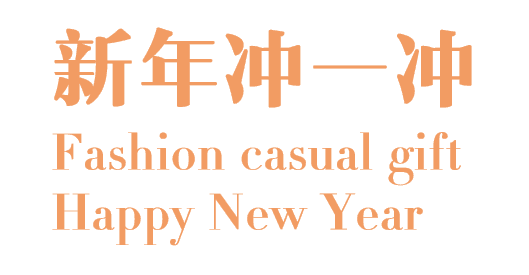 新年冲一冲
Fashion casual gift
Happy New Year